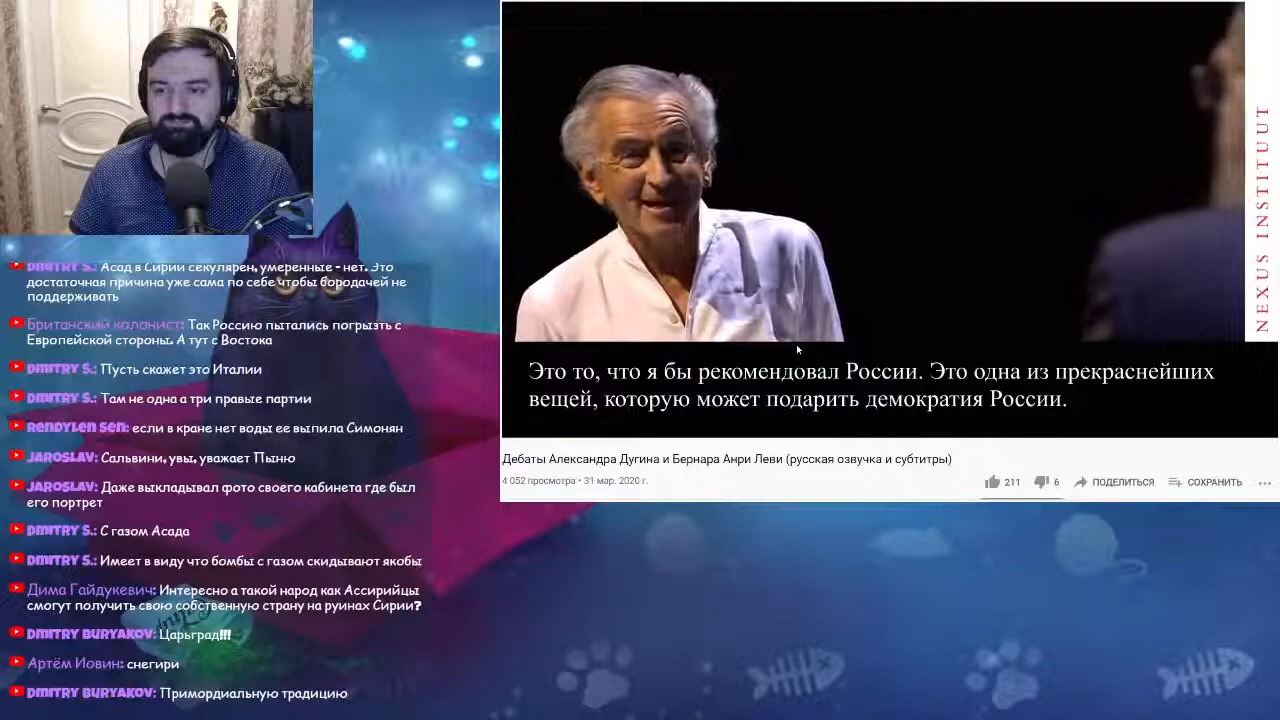 DMITRY S.: Асад в Сирии секулярен, умеренные - нет. Это
достаточная причина уже сама по себе чтобы бородачей не
поддерживать
Британский колонист: Так Россию пытались погрызть с
Европейской стороны. А тут с Востока
DMITRY S.: Пусть скажет это Италии
DMITRY S.: Там не одна а три правые партии
Rendylen Sen: если в кране нет воды ее выпила Симонян
JAROSLAV: Сальвини, увы, уважает Пыню
JAROSLAV: Даже выкладывал фото своего кабинета где был
его портрет
DMITRY S.: С газом Асада
DMITRY S.: Имеет в виду что бомбы с газом скидывают якобы
Дима Гайдукевич: Интересно а такой народ как Ассирийцы
смогут получить свою собственную страну на руинах Сирии?
DMITRY BURYAKOV: Царьград!!!
Артём Иовин: снегири
DMITRY BURYAKOV: Примордиальную традицию
NEXUS INSTITUUT
Это то, что я бы рекомендовал России. Это одна из прекраснейших
вещей, которую может подарить демократия России.
Дебаты Александра Дугина и Бернара Анри Леви (русская озвучка и субтитры)
4 052 просмотра • 31 мар. 2020 г.
211
6
ПОДЕЛИТЬСЯ
СОХРАНИТЬ